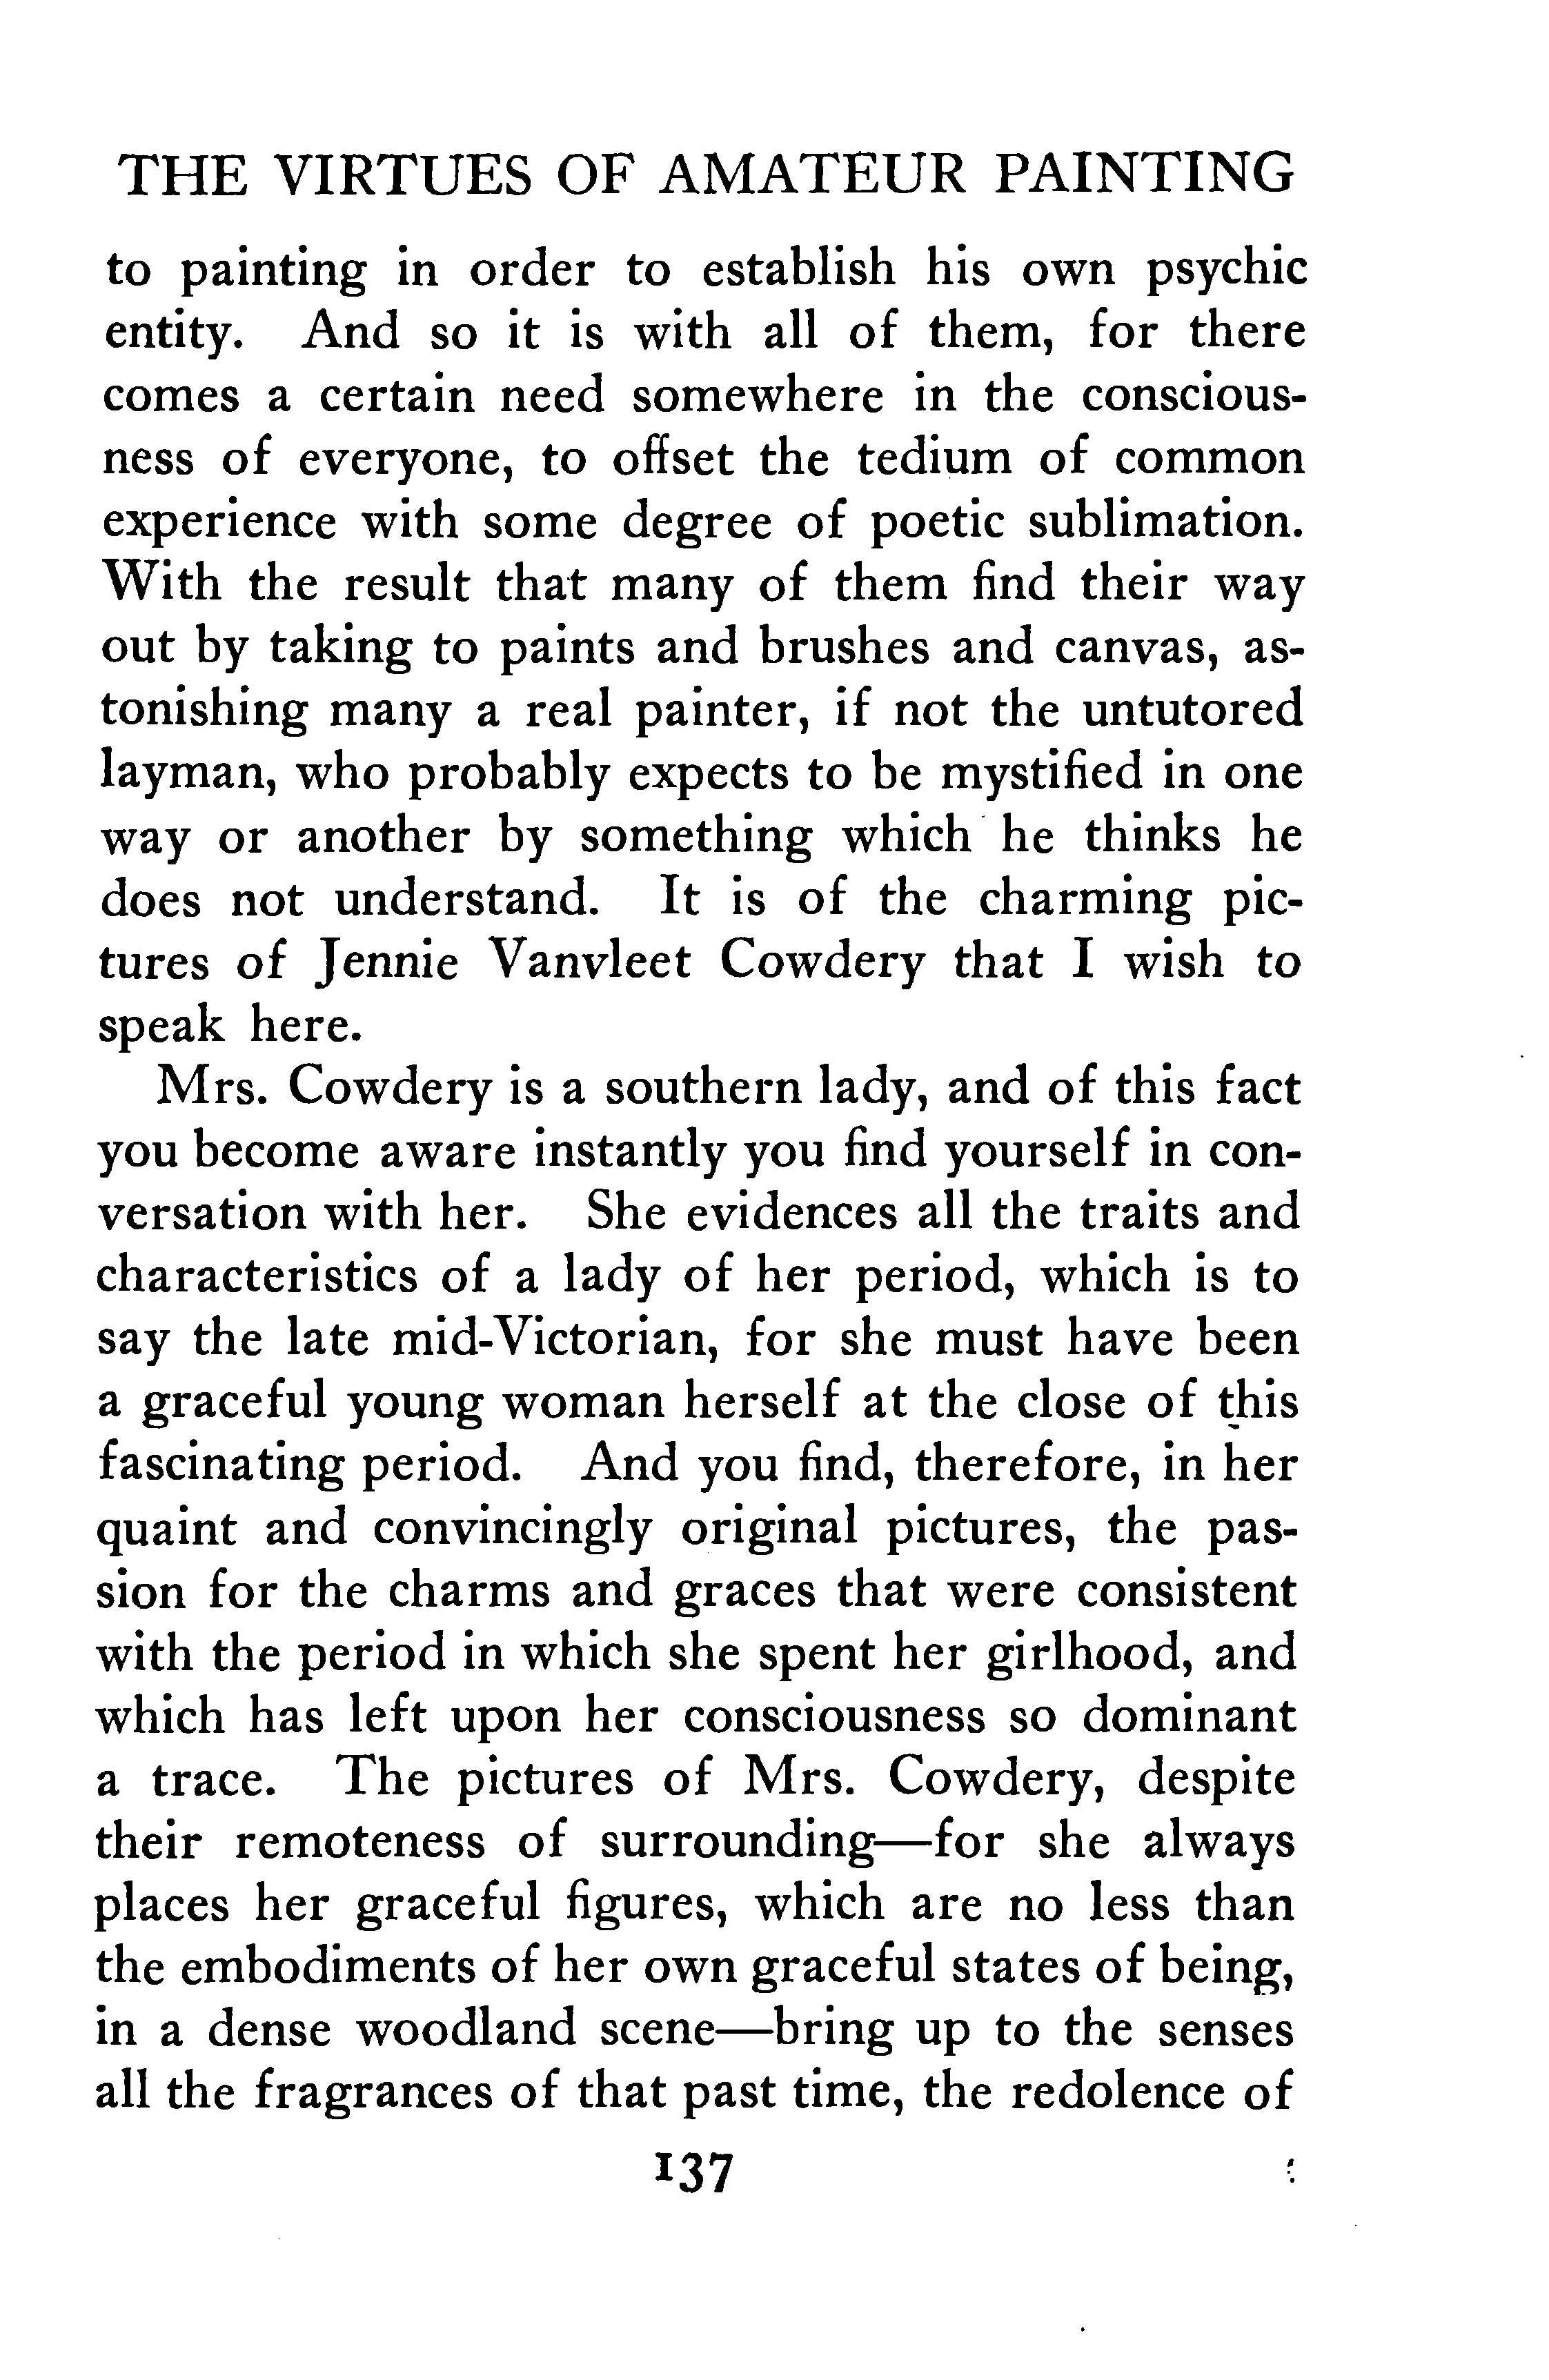 THE VIRTUES OF AMATEUR PAINTING
to painting in order to establish his own psychic
entity. And so it is with all of them, for there
comes a certain need somewhere in the conscious-
ness of everyone, to offset the tedium of common
experience with some degree of poetic sublimation.
With the result that many of them find their way
out by taking to paints and brushes and canvas, as-
tonishing many a real painter, if not the untutored
layman, who probably expects to be mystified in one
way or another by something which he thinks he
does not understand. It is of the charming pic-
tures of Jennie Vanvleet Cowdery that I wish to
speak here.
Mrs. Cowdery is a southern lady, and of this fact
you become aware instantly you find yourself in con-
versation with her. She evidences all the traits and
characteristics of a lady of her period, which is to
say the late mid-Victorian, for she must have been
a graceful young woman herself at the close of this
fascinating period. And you find, therefore, in her
quaint and convincingly original pictures, the pas-
sion for the charms and graces that were consistent
with the period in which she spent her girlhood, and
which has left upon her consciousness so dominant
a trace. The pictures of Mrs. Cowdery, despite
their remoteness of surrounding—for she always
places her graceful figures, which are no less than
the embodiments of her own graceful states of being,
in a dense woodland scene—bring up to the senses
all the fragrances of that past time, the redolence of
137